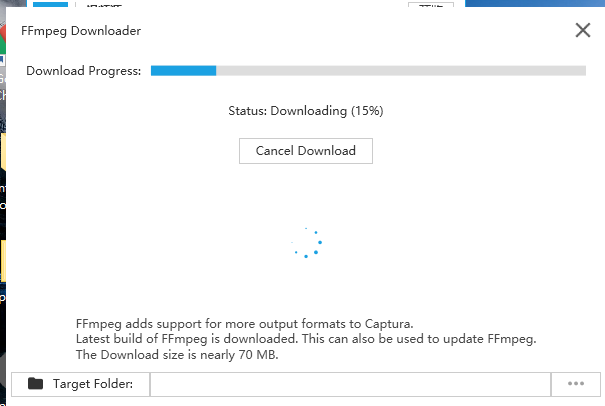 FFmpeg Downloader
Download Progress:
Status: Downloading (15%)
Cancel Download
FFmpeg adds support for more output formats to Captura.
Latest build of FFmpeg is downloaded. This can also be used to update FFmpeg.
The Download size is nearly 70 MB.
Target Folder: